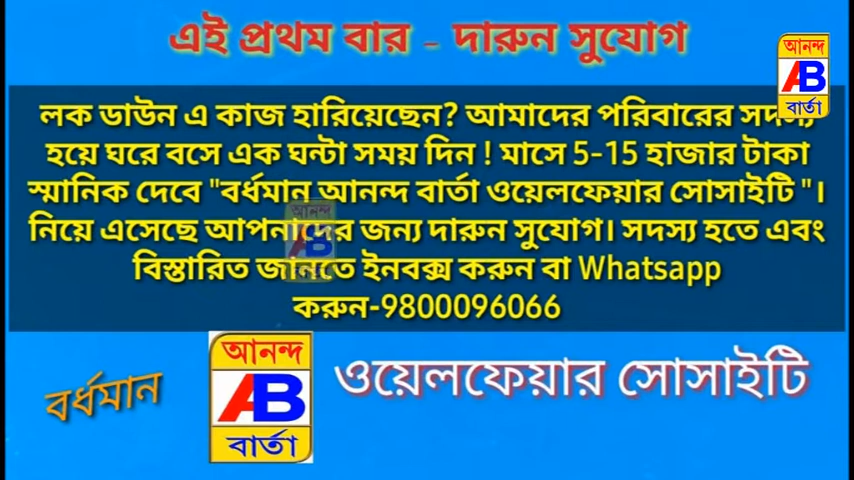 এই প্রথম বার - দারুন সুযোগ
আনন্দ
AB
বার্তা
লক ডাউন এ কাজ হারিয়েছেন? আমাদের পরিবারের সদস্য
হয়ে ঘরে বসে এক ঘন্টা সময় দিন ! মাসে 5-15 হাজার টাকা
স্মানিক দেবে "বর্ধমান আনন্দ বার্তা ওয়েলফেয়ার সোসাইটি "।
নিয়ে এসেছে আপনাদের জন্য দারুন সুযোগ। সদস্য হতে এবং
বিস্তারিত জানতে ইনবক্স করুন বা Whatsapp
করুন-9800096066
আনন্দ
AB
বার্তা
বর্ধমান
আনন্দ
AB
বার্তা
ওয়েলফেয়ার সোসাইটি